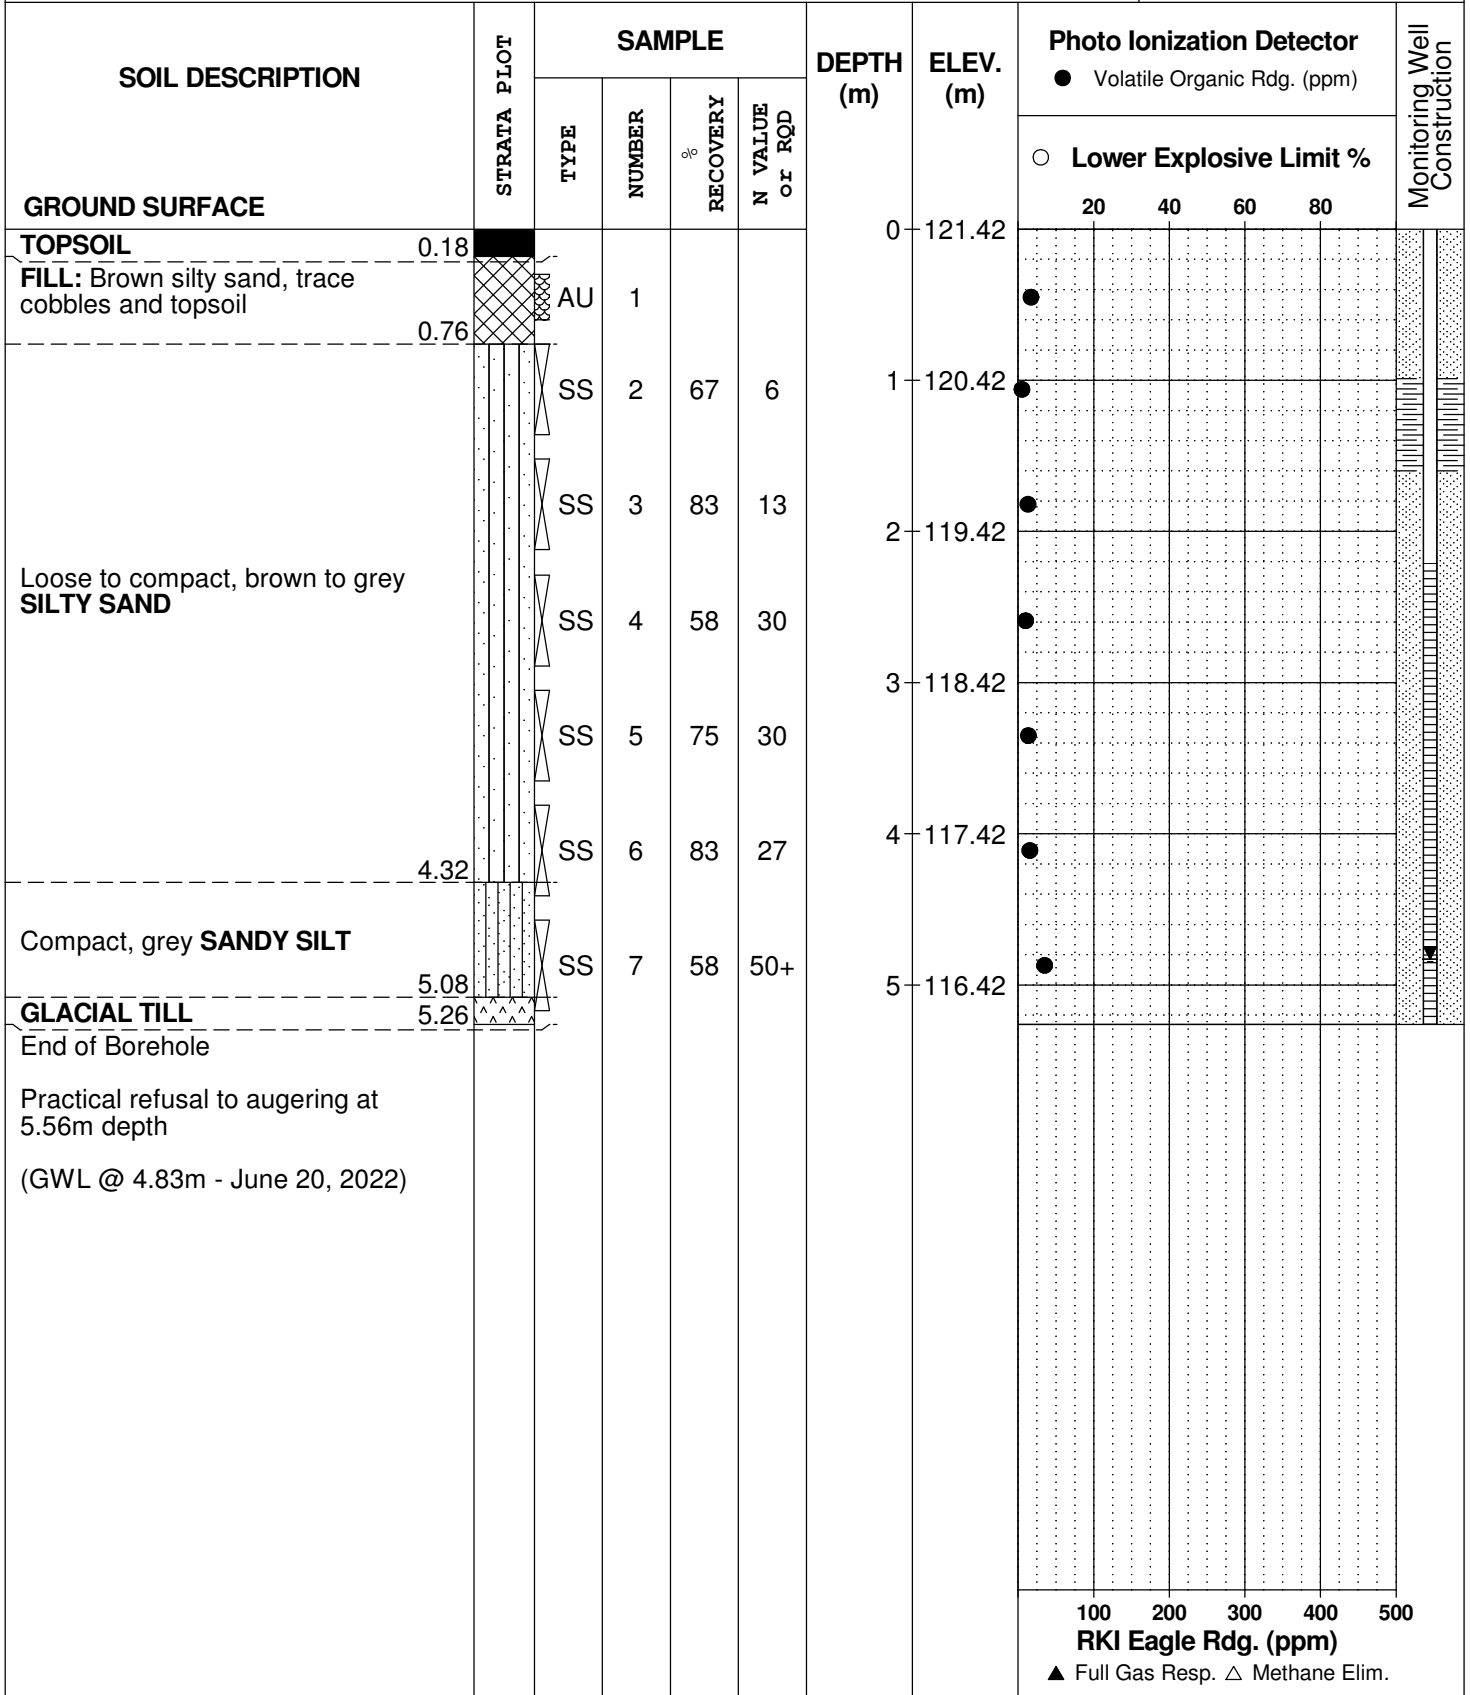 SOIL DESCRIPTION
GROUND SURFACE
STRATA PLOT
SAMPLE
TYPE
NUMBER
% RECOVERY
N VALUE or RQD
DEPTH (m)
ELEV. (m)
Photo Ionization Detector
● Volatile Organic Rdg. (ppm)
○ Lower Explosive Limit %
20 40 60 80
Monitoring Well Construction
0 121.42
TOPSOIL 0.18
FILL: Brown silty sand, trace
cobbles and topsoil
0.76
AU 1
SS 2 67 6
1 120.42
SS 3 83 13
2 119.42
Loose to compact, brown to grey
SILTY SAND
SS 4 58 30
3 118.42
SS 5 75 30
4 117.42
SS 6 83 27
4.32
Compact, grey SANDY SILT
SS 7 58 50+
5.08
5 116.42
GLACIAL TILL 5.26
End of Borehole
Practical refusal to augering at
5.56m depth
(GWL @ 4.83m - June 20, 2022)
100 200 300 400 500
RKI Eagle Rdg. (ppm)
▲ Full Gas Resp. △ Methane Elim.